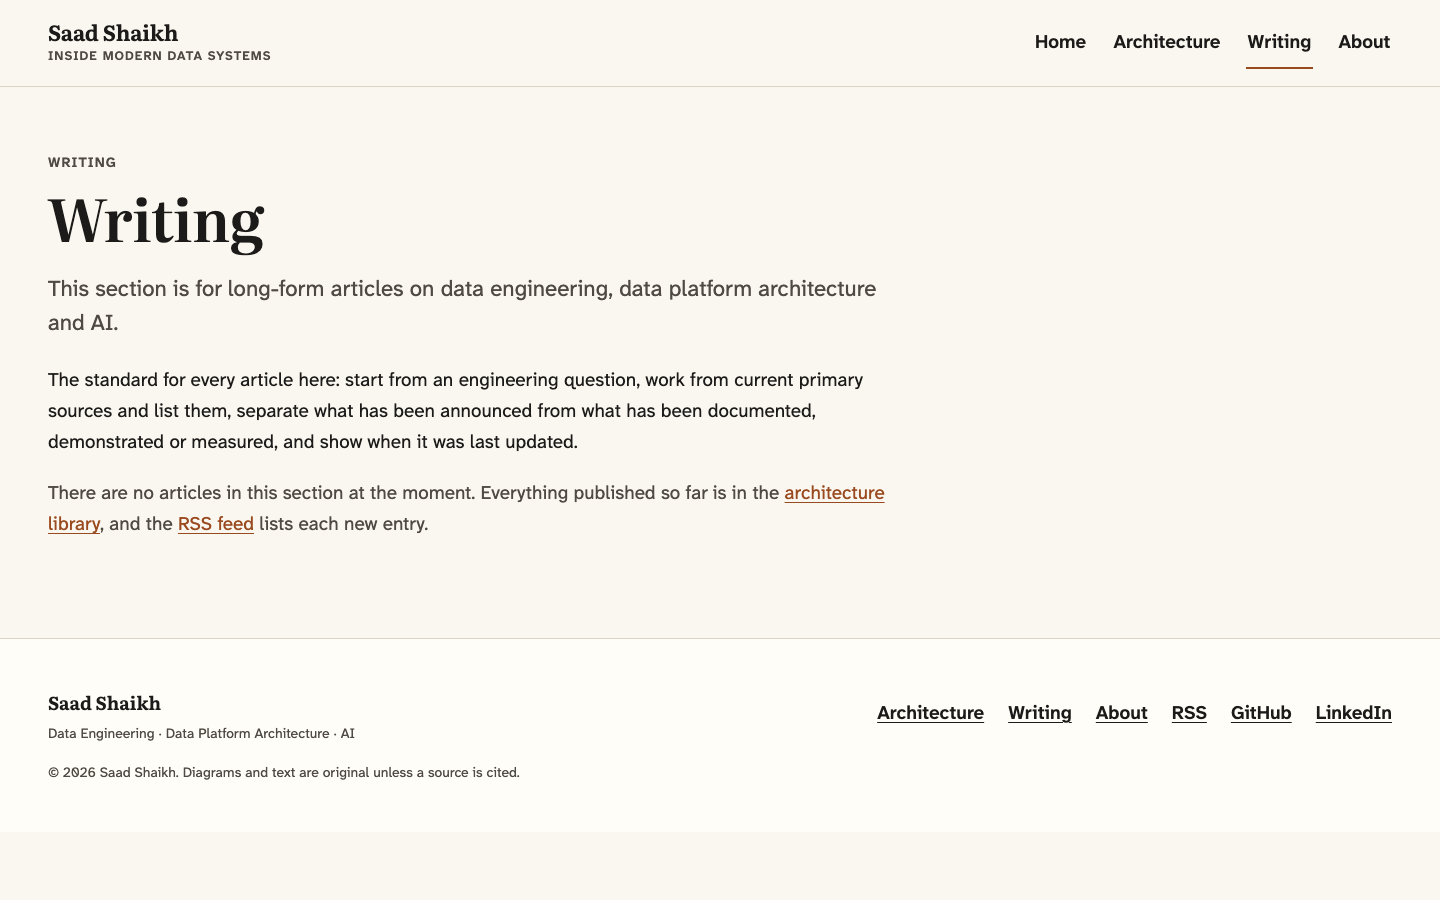 Saad Shaikh
INSIDE MODERN DATA SYSTEMS
Home Architecture Writing About
WRITING
Writing
This section is for long-form articles on data engineering, data platform architecture
and AI.
The standard for every article here: start from an engineering question, work from current primary
sources and list them, separate what has been announced from what has been documented,
demonstrated or measured, and show when it was last updated.
There are no articles in this section at the moment. Everything published so far is in the architecture
library, and the RSS feed lists each new entry.
Saad Shaikh
Data Engineering · Data Platform Architecture · AI
© 2026 Saad Shaikh. Diagrams and text are original unless a source is cited.
Architecture Writing About RSS GitHub LinkedIn